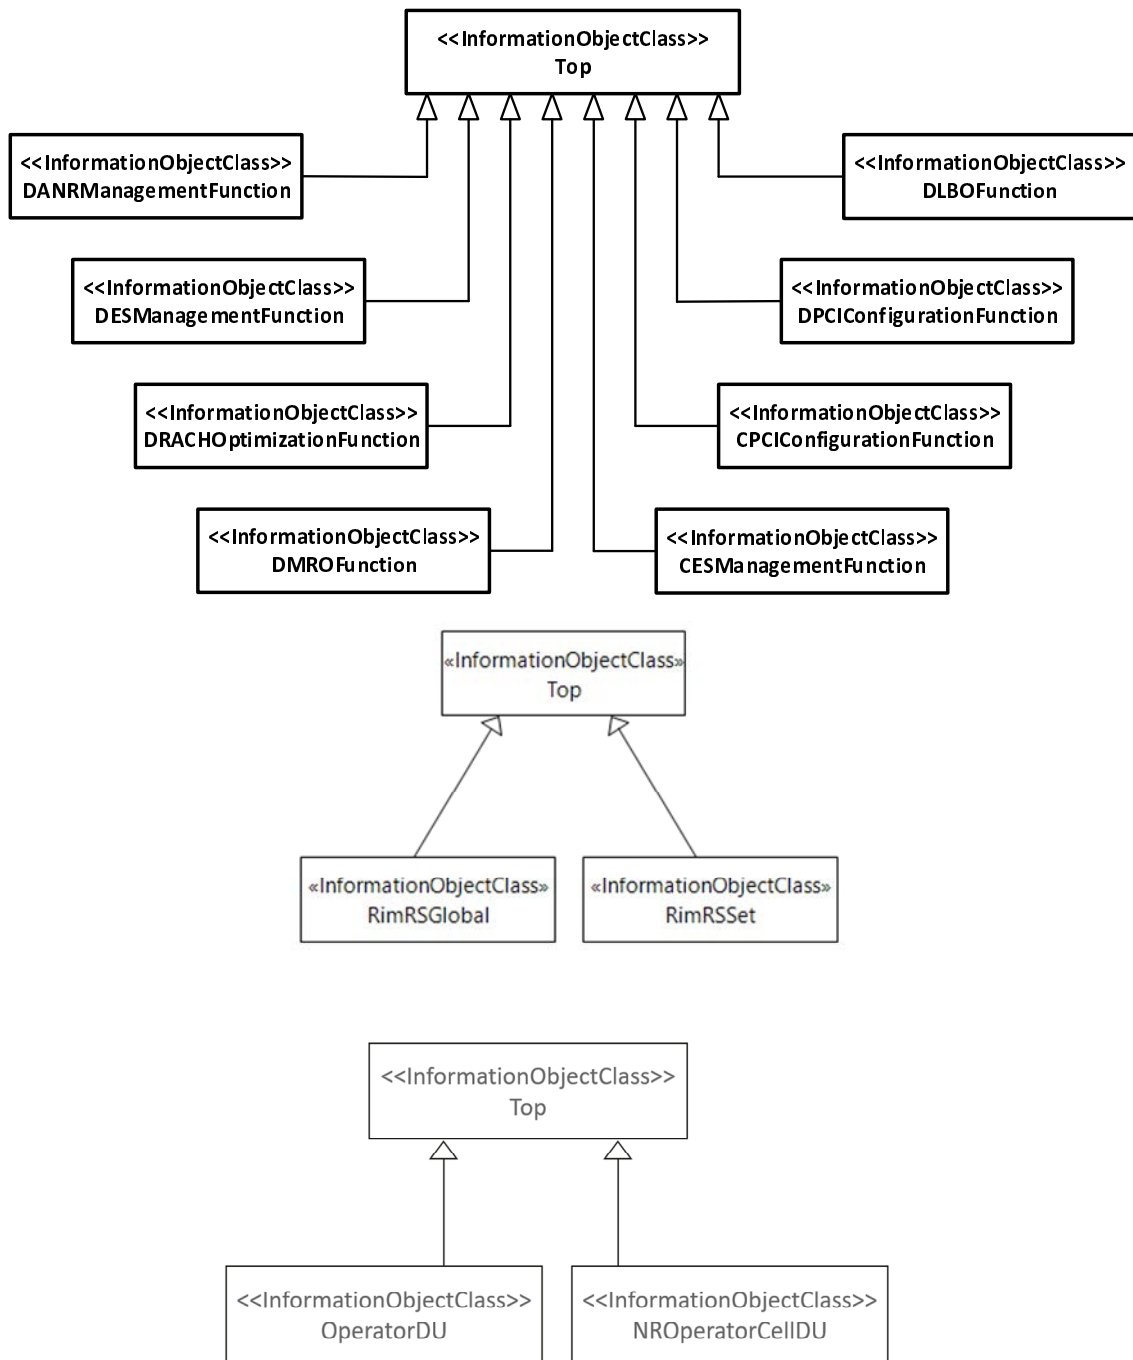 <<InformationObjectClass>>
Top
<<InformationObjectClass>>
DANRManagementFunction
<<InformationObjectClass>>
DLBOFunction
<<InformationObjectClass>>
DESManagementFunction
<<InformationObjectClass>>
DPCIConfigurationFunction
<<InformationObjectClass>>
DRACHOptimizationFunction
<<InformationObjectClass>>
CPCIConfigurationFunction
<<InformationObjectClass>>
DMROFunction
<<InformationObjectClass>>
CESManagementFunction
«InformationObjectClass»
Top
«InformationObjectClass»
RimRSGlobal
«InformationObjectClass»
RimRSSet
<<InformationObjectClass>>
Top
<<InformationObjectClass>>
OperatorDU
<<InformationObjectClass>>
NROperatorCellDU